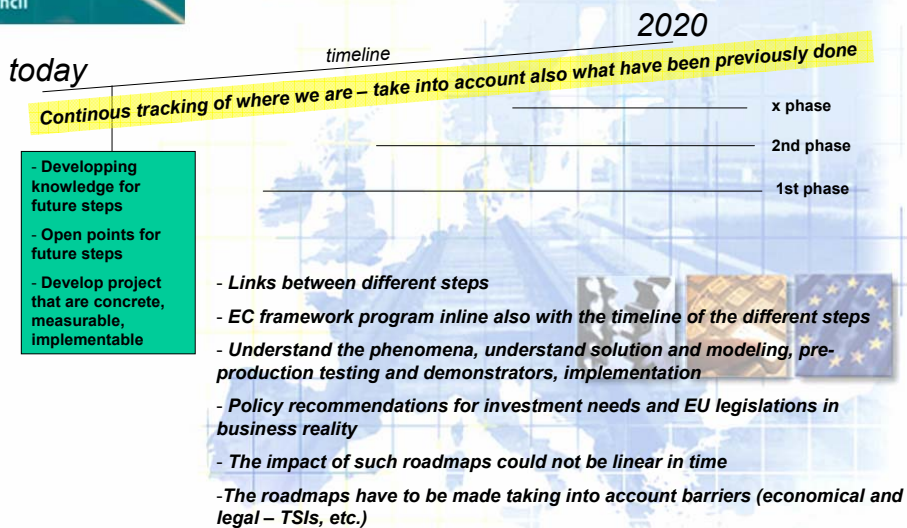 ncil
2020
timeline
today
Continous tracking of where we are – take into account also what have been previously done
x phase
2nd phase
1st phase
- Developping
knowledge for
future steps
- Open points for
future steps
- Develop project
that are concrete,
measurable,
implementable
- Links between different steps
- EC framework program inline also with the timeline of the different steps
- Understand the phenomena, understand solution and modeling, pre-
production testing and demonstrators, implementation
- Policy recommendations for investment needs and EU legislations in
business reality
- The impact of such roadmaps could not be linear in time
-The roadmaps have to be made taking into account barriers (economical and
legal – TSIs, etc.)